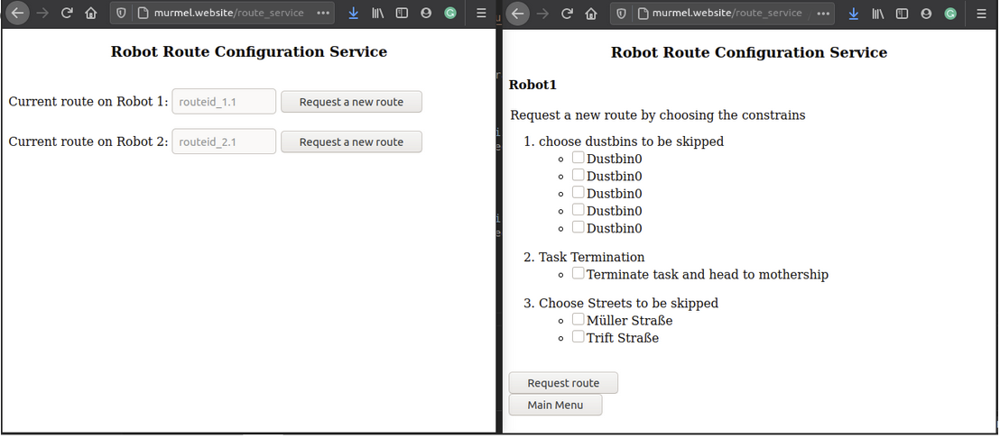 murmel.website/route_service
Robot Route Configuration Service
Current route on Robot 1: routeid_1.1 Request a new route
Current route on Robot 2: routeid_2.1 Request a new route
murmel.website/route_service
Robot Route Configuration Service
Robot1
Request a new route by choosing the constrains
1. choose dustbins to be skipped
Dustbin0
Dustbin0
Dustbin0
Dustbin0
Dustbin0
2. Task Termination
Terminate task and head to mothership
3. Choose Streets to be skipped
Müller Straße
Trift Straße
Request route
Main Menu